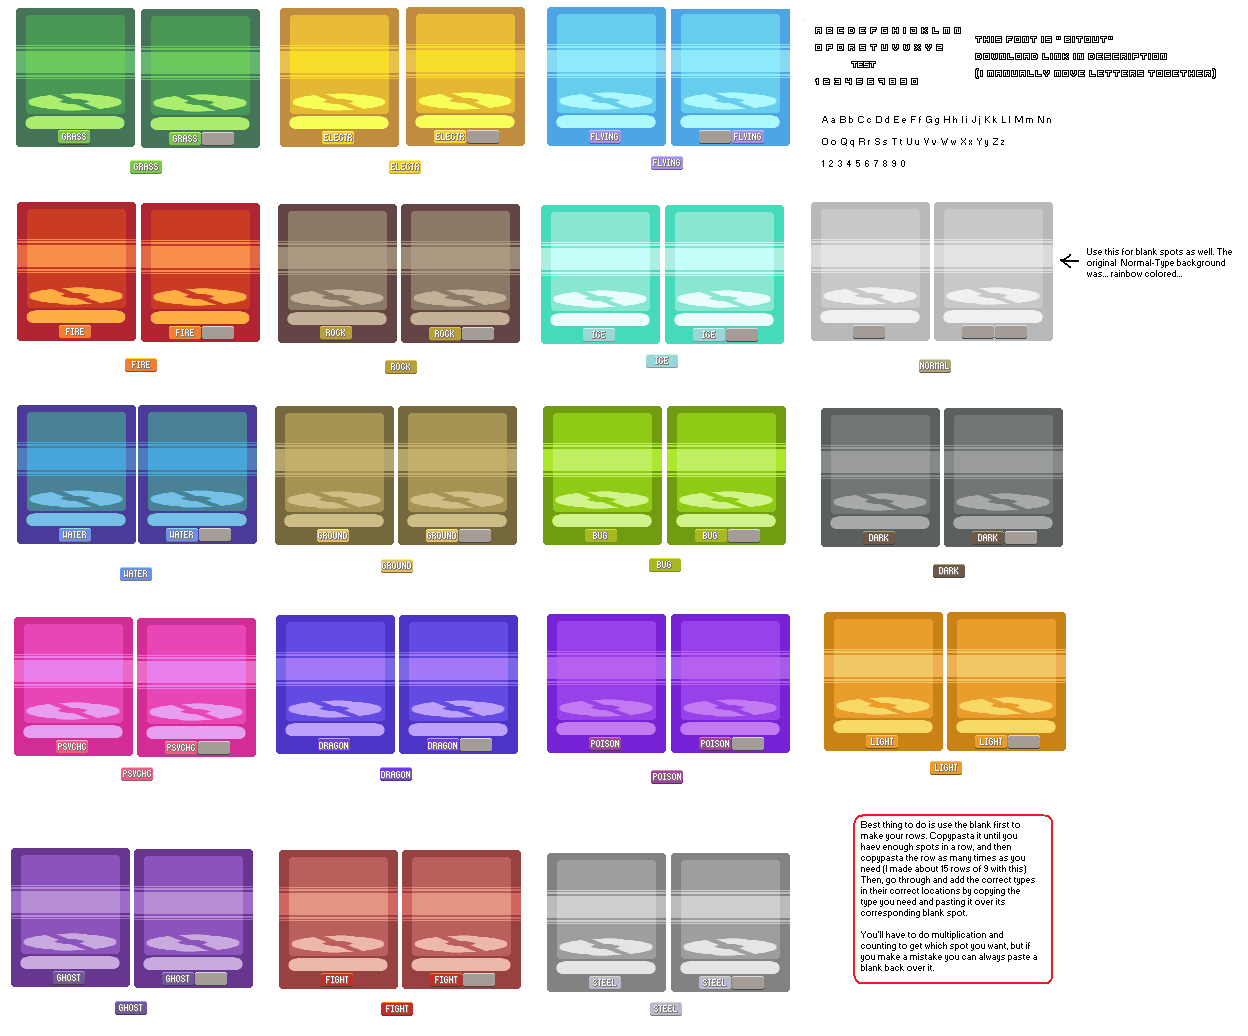 A B C D E F G H I J K L M N
O P Q R S T U V W X Y Z
TEST
1 2 3 4 5 6 7 8 9 0
THIS FONT IS "BITOUT"
DOWNLOAD LINK IN DESCRIPTION
(I MANUALLY MOVE LETTERS TOGETHER)
Aa Bb Cc Dd Ee Ff Gg Hh Ii Jj Kk Ll Mm Nn
Oo Qq Rr Ss Tt Uu Vv Ww Xx Yy Zz
1 2 3 4 5 6 7 8 9 0
GRASS GRASS
GRASS
ELECTR ELECTR
ELECTR
FLYING FLYING
FLYING
FIRE FIRE
FIRE
ROCK ROCK
ROCK
ICE ICE
ICE
NORMAL
Use this for blank spots as well. The
original Normal-Type background
was... rainbow colored...
WATER WATER
WATER
GROUND GROUND
GROUND
BUG BUG
BUG
DARK DARK
DARK
PSYCHC PSYCHC
PSYCHC
DRAGON DRAGON
DRAGON
POISON POISON
POISON
LIGHT LIGHT
LIGHT
GHOST GHOST
GHOST
FIGHT FIGHT
FIGHT
STEEL STEEL
STEEL
Best thing to do is use the blank first to
make your rows. Copypasta it until you
haev enough spots in a row, and then
copypasta the row as many times as you
need (I made about 15 rows of 9 with this)
Then, go through and add the correct types
in their correct locations by copying the
type you need and pasting it over its
corresponding blank spot.
You'll have to do multiplication and
counting to get which spot you want, but if
you make a mistake you can always paste a
blank back over it.